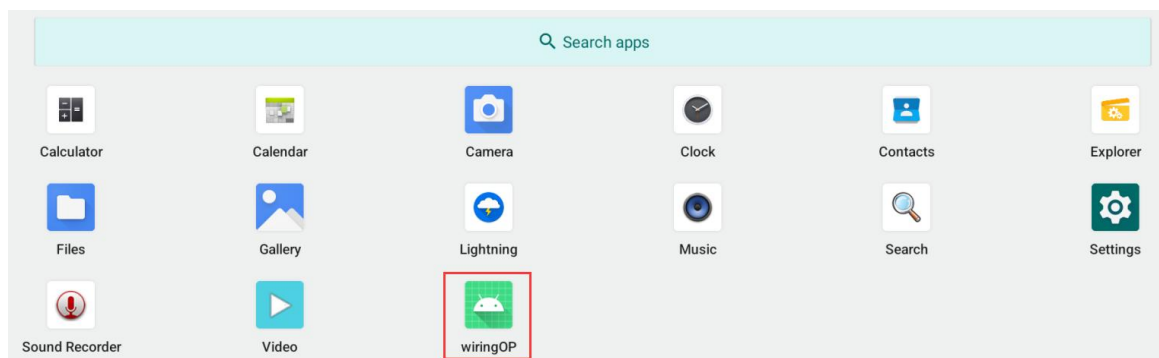 Search apps
Calculator
Calendar
Camera
Clock
Contacts
Explorer
Files
Gallery
Lightning
Music
Search
Settings
Sound Recorder
Video
wiringOP